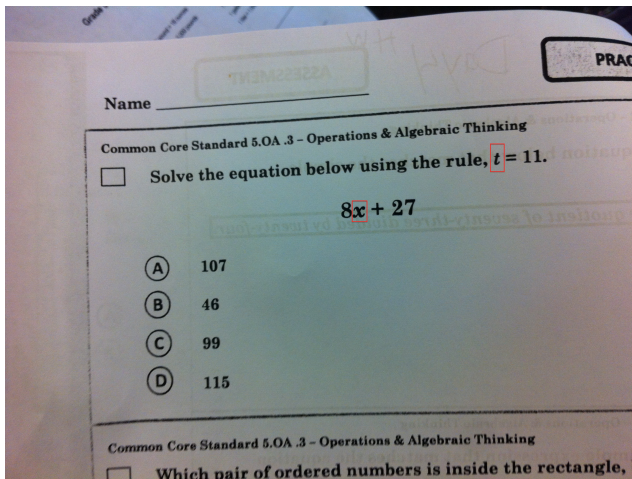 Grade
PRAC
Name
Common Core Standard 5.OA .3 – Operations & Algebraic Thinking
Solve the equation below using the rule, t = 11.
8x + 27
A 107
B 46
C 99
D 115
Common Core Standard 5.OA .3 – Operations & Algebraic Thinking
Which pair of ordered numbers is inside the rectangle,